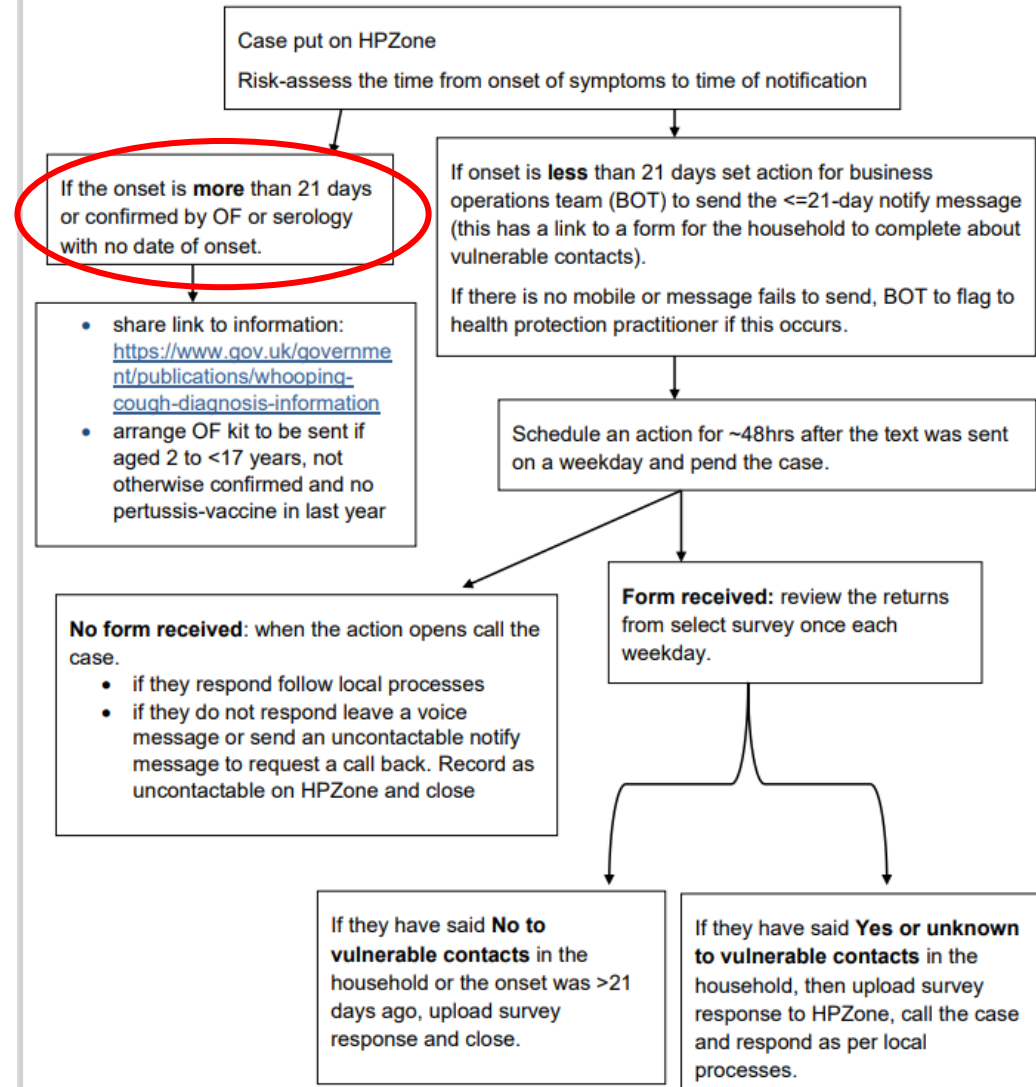 Case put on HPZone
Risk-assess the time from onset of symptoms to time of notification
If the onset is more than 21 days
or confirmed by OF or serology
with no date of onset.
If onset is less than 21 days set action for business
operations team (BOT) to send the <=21-day notify message
(this has a link to a form for the household to complete about
vulnerable contacts).
If there is no mobile or message fails to send, BOT to flag to
health protection practitioner if this occurs.
• share link to information:
https://www.gov.uk/governme
nt/publications/whooping-
cough-diagnosis-information
• arrange OF kit to be sent if
aged 2 to <17 years, not
otherwise confirmed and no
pertussis-vaccine in last year
Schedule an action for ~48hrs after the text was sent
on a weekday and pend the case.
No form received: when the action opens call the
case.
• if they respond follow local processes
• if they do not respond leave a voice
message or send an uncontactable notify
message to request a call back. Record as
uncontactable on HPZone and close
Form received: review the returns
from select survey once each
weekday.
If they have said No to
vulnerable contacts in the
household or the onset was >21
days ago, upload survey
response and close.
If they have said Yes or unknown
to vulnerable contacts in the
household, then upload survey
response to HPZone, call the case
and respond as per local
processes.